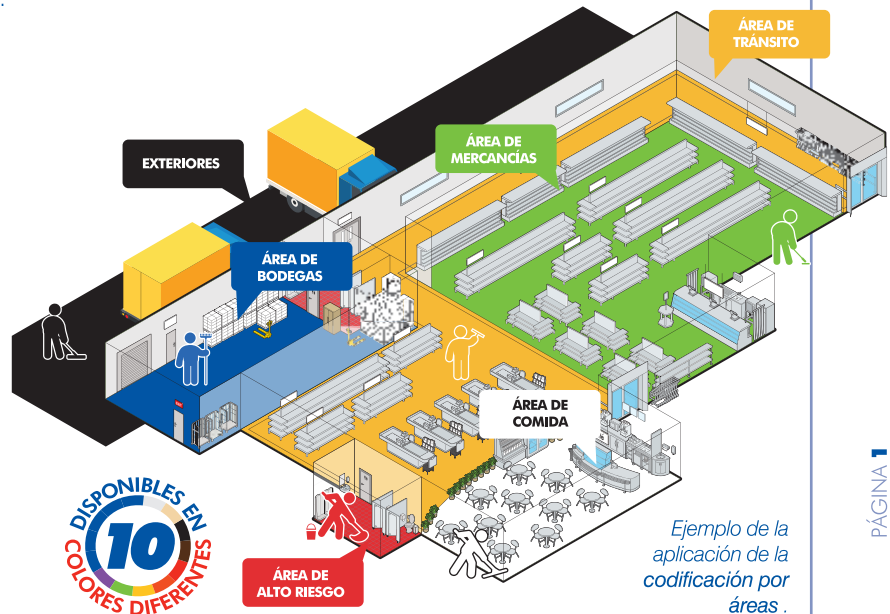 ÁREA DE
TRÁNSITO
ÁREA DE
MERCANCÍAS
EXTERIORES
ÁREA DE
BODEGAS
ÁREA DE
COMIDA
DISPONIBLES EN
10
COLORES DIFERENTES
ÁREA DE
ALTO RIESGO
Ejemplo de la
aplicación de la
codificación por
áreas .
PÁGINA 1